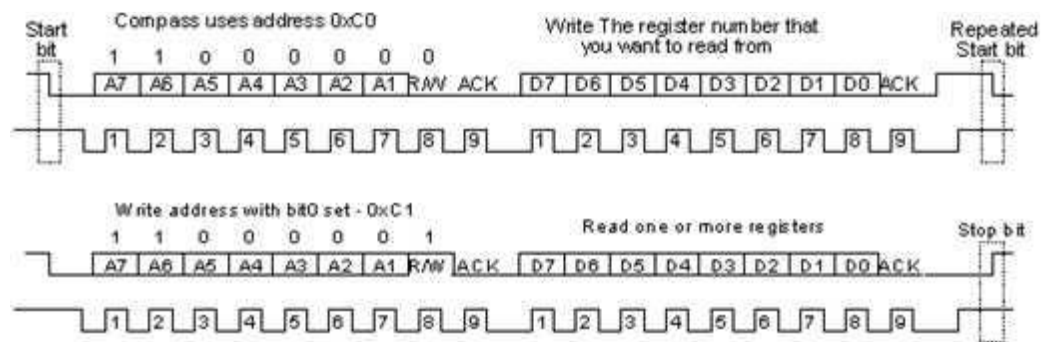 Compass uses address 0xC0
Write The register number that
you want to read from
Start
bit
Repeated
Start bit
1 1 0 0 0 0 0 0
A7 A6 A5 A4 A3 A2 A1 R/W ACK D7 D6 D5 D4 D3 D2 D1 D0 ACK
1 2 3 4 5 6 7 8 9 1 2 3 4 5 6 7 8 9
Write address with bit0 set - 0xC1
Read one or more registers
Stop bit
1 1 0 0 0 0 0 1
A7 A6 A5 A4 A3 A2 A1 R/W ACK D7 D6 D5 D4 D3 D2 D1 D0 ACK
1 2 3 4 5 6 7 8 9 1 2 3 4 5 6 7 8 9